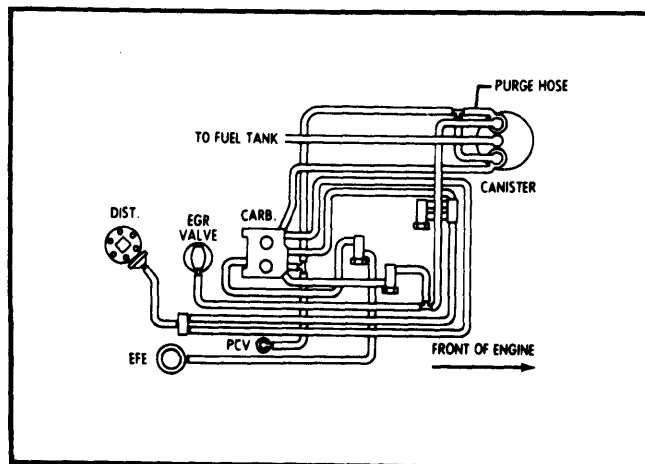 PURGE HOSE
TO FUEL TANK
CANISTER
DIST.
EGR
VALVE
CARB.
PCV
EFE
FRONT OF ENGINE